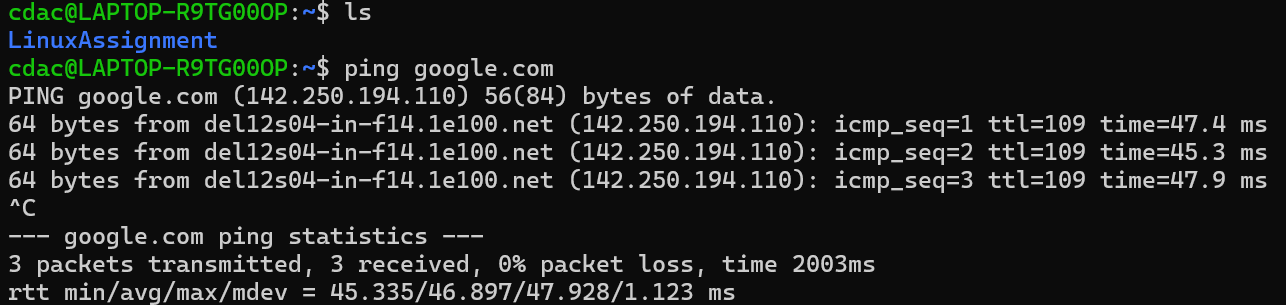 cdac@LAPTOP-R9TG00OP:~$ ls
LinuxAssignment
cdac@LAPTOP-R9TG00OP:~$ ping google.com
PING google.com (142.250.194.110) 56(84) bytes of data.
64 bytes from del12s04-in-f14.1e100.net (142.250.194.110): icmp_seq=1 ttl=109 time=47.4 ms
64 bytes from del12s04-in-f14.1e100.net (142.250.194.110): icmp_seq=2 ttl=109 time=45.3 ms
64 bytes from del12s04-in-f14.1e100.net (142.250.194.110): icmp_seq=3 ttl=109 time=47.9 ms
^C
--- google.com ping statistics ---
3 packets transmitted, 3 received, 0% packet loss, time 2003ms
rtt min/avg/max/mdev = 45.335/46.897/47.928/1.123 ms